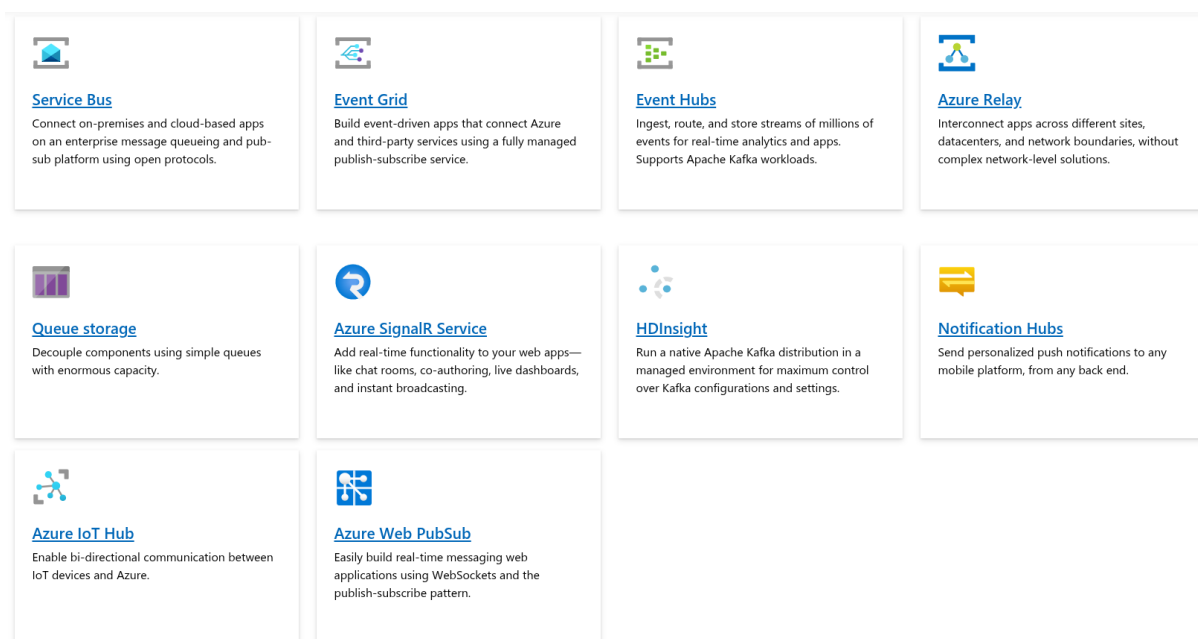 Service Bus
Connect on-premises and cloud-based apps
on an enterprise message queueing and pub-
sub platform using open protocols.
Event Grid
Build event-driven apps that connect Azure
and third-party services using a fully managed
publish-subscribe service.
Event Hubs
Ingest, route, and store streams of millions of
events for real-time analytics and apps.
Supports Apache Kafka workloads.
Azure Relay
Interconnect apps across different sites,
datacenters, and network boundaries, without
complex network-level solutions.
Queue storage
Decouple components using simple queues
with enormous capacity.
Azure SignalR Service
Add real-time functionality to your web apps—
like chat rooms, co-authoring, live dashboards,
and instant broadcasting.
HDInsight
Run a native Apache Kafka distribution in a
managed environment for maximum control
over Kafka configurations and settings.
Notification Hubs
Send personalized push notifications to any
mobile platform, from any back end.
Azure IoT Hub
Enable bi-directional communication between
IoT devices and Azure.
Azure Web PubSub
Easily build real-time messaging web
applications using WebSockets and the
publish-subscribe pattern.